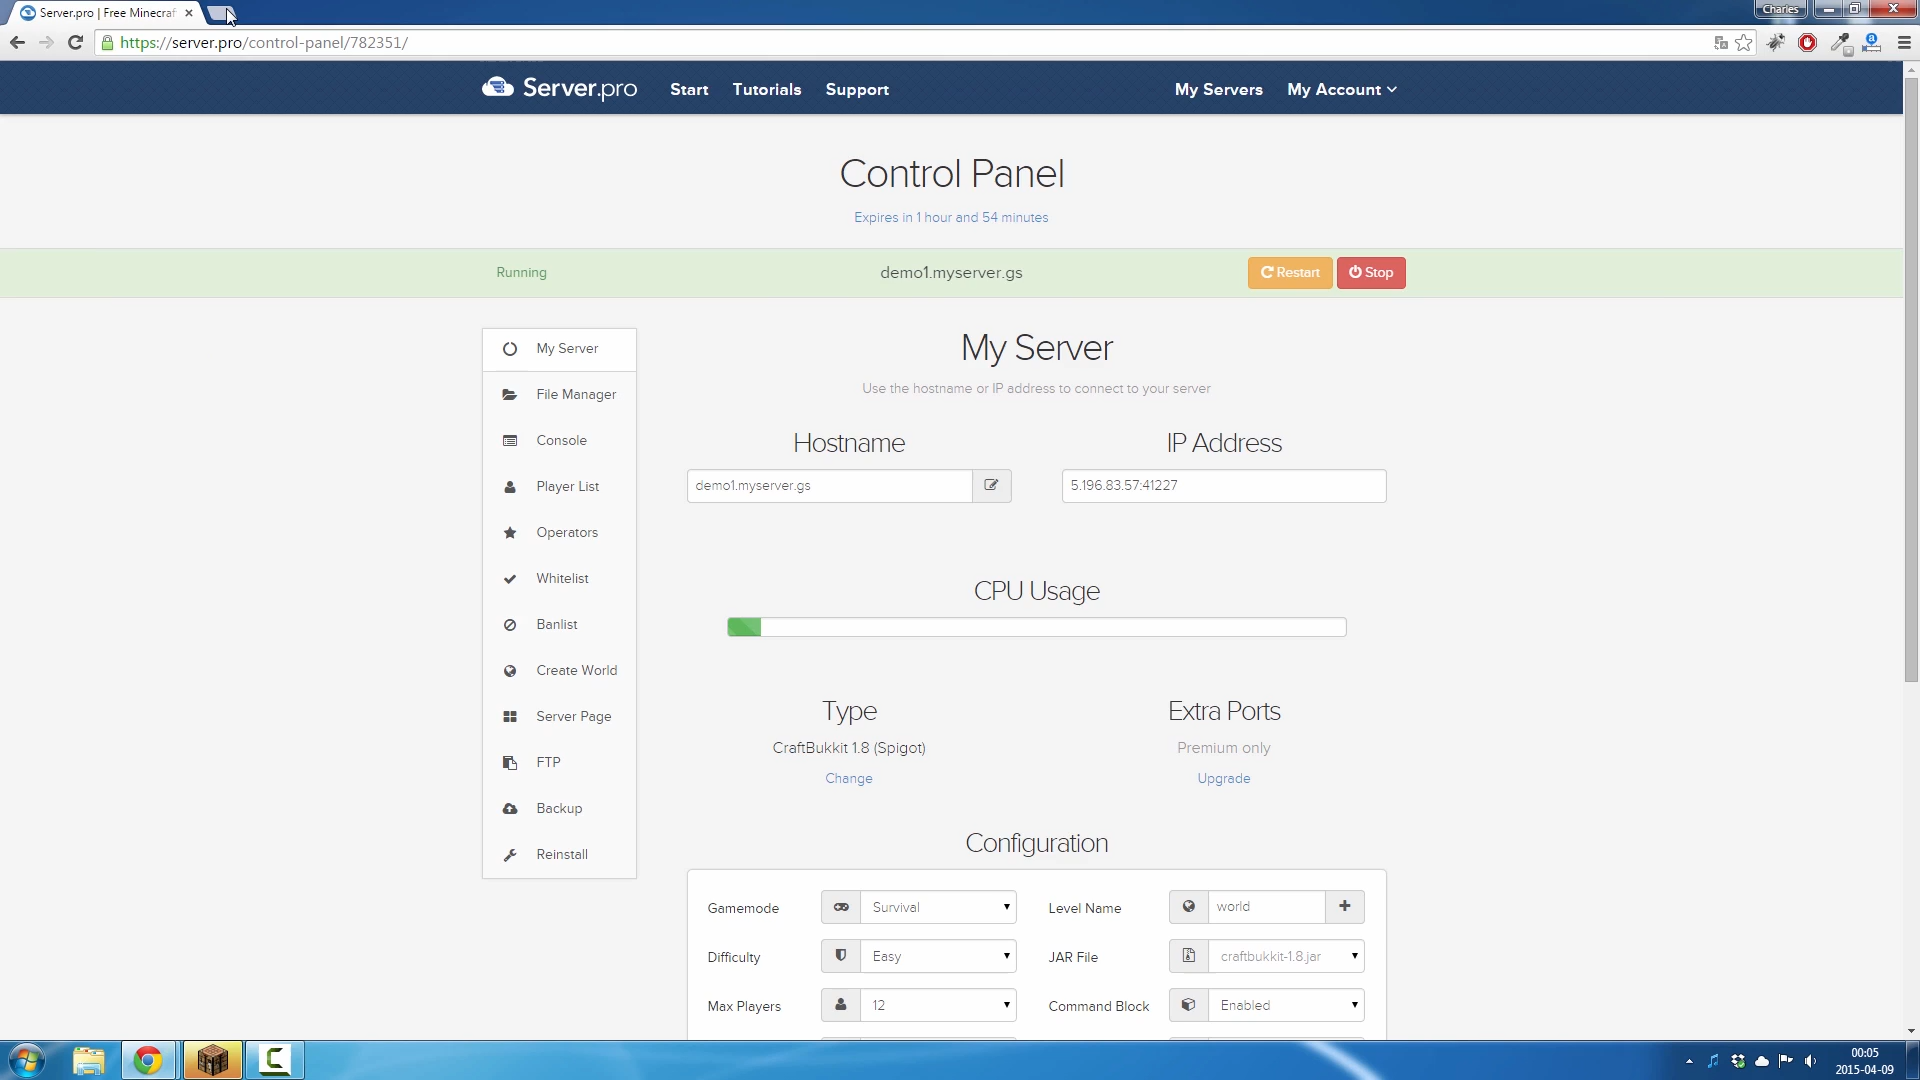 Server.pro | Free Minecraf
Charles
https://server.pro/control-panel/782351/
Server.pro
Start
Tutorials
Support
My Servers
My Account
Control Panel
Expires in 1 hour and 54 minutes
Running
demo1.myserver.gs
Restart
Stop
My Server
File Manager
Console
Player List
Operators
Whitelist
Banlist
Create World
Server Page
FTP
Backup
Reinstall
My Server
Use the hostname or IP address to connect to your server
Hostname
IP Address
demo1.myserver.gs
5.196.83.57:41227
CPU Usage
Type
Extra Ports
CraftBukkit 1.8 (Spigot)
Premium only
Change
Upgrade
Configuration
Gamemode
Survival
Level Name
world
Difficulty
Easy
JAR File
craftbukkit-1.8.jar
Max Players
12
Command Block
Enabled
00:05
2015-04-09